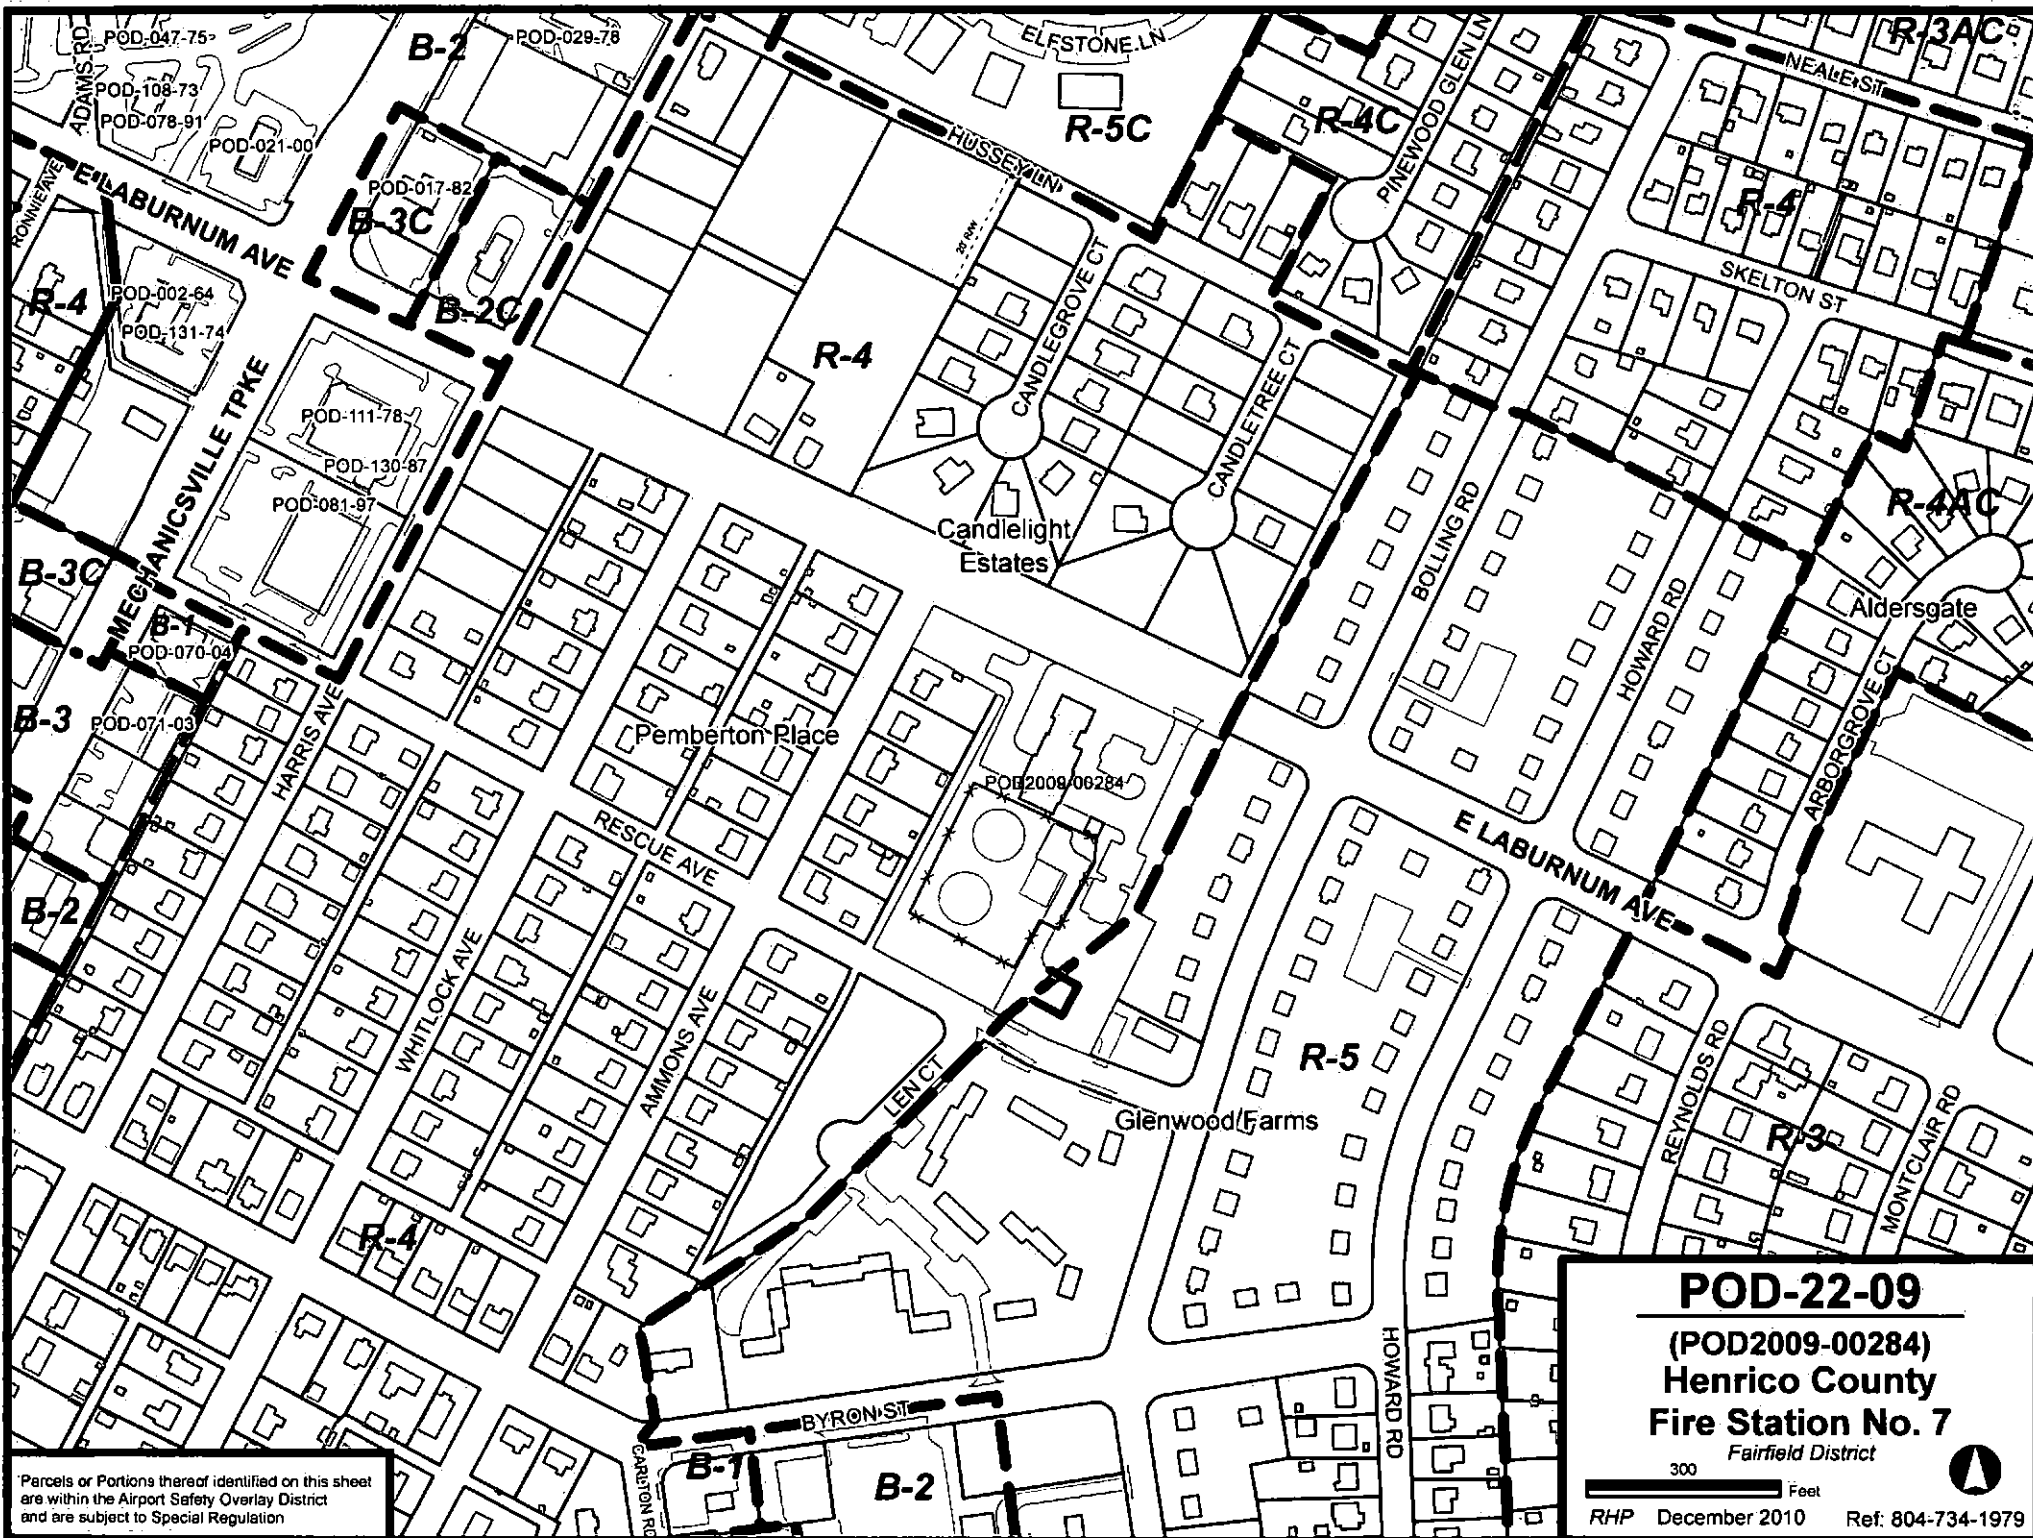 POD-047-75
B-2
POD-029-78
ELFSTONE LN
PINEWOOD GLEN LN
R-3AC
NEALE ST
ADAMS RD
POD-108-73
POD-078-91
POD-021-00
R-5C
R-4C
HUSSEY LN
RONNIE AVE
E LABURNUM AVE
POD-017-82
B-3C
R-4
20' R/W
CANDLEGROVE CT
SKELTON ST
R-4
POD-002-64
POD-131-74
B-2C
R-4
CANDLETREE CT
MECHANICSVILLE TPKE
POD-111-78
POD-130-87
POD-081-97
Candlelight
Estates
BOLLING RD
R-4AC
B-3C
HOWARD RD
Aldersgate
B-1
POD-070-04
B-3
POD-071-03
HARRIS AVE
Pemberton Place
POD2009-00284
ARBORGROVE CT
RESCUE AVE
E LABURNUM AVE
B-2
WHITLOCK AVE
AMMONS AVE
LEN CT
R-5
REYNOLDS RD
Glenwood Farms
R-3
MONTCLAIR RD
R-4
HOWARD RD
BYRON ST
CARLTON RD
B-1
B-2
Parcels or Portions thereof identified on this sheet
are within the Airport Safety Overlay District
and are subject to Special Regulation
POD-22-09
(POD2009-00284)
Henrico County
Fire Station No. 7
Fairfield District
300
Feet
RHP December 2010 Ref: 804-734-1979